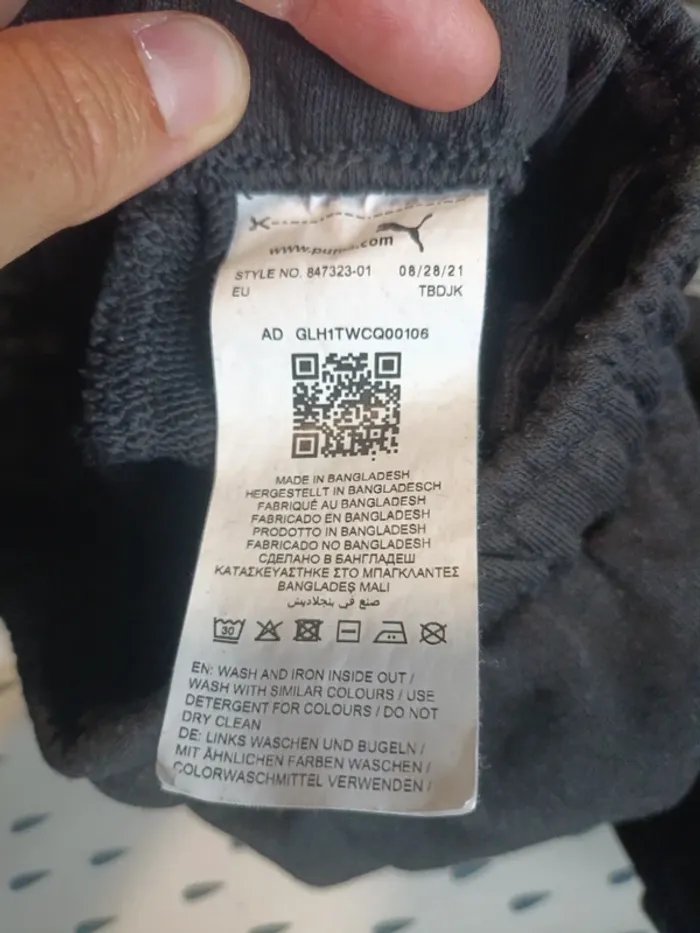 www.puma.com
STYLE NO. 847323-01 08/28/21
EU TBDJK
AD GLH1TWCQ00106
MADE IN BANGLADESH
HERGESTELLT IN BANGLADESCH
FABRIQUÉ AU BANGLADESH
FABRICADO EN BANGLADESH
PRODOTTO IN BANGLADESH
FABRICADO NO BANGLADESH
СДЕЛАНО В БАНГЛАДЕШ
ΚΑΤΑΣΚΕΥΑΣΤΗΚΕ ΣΤΟ ΜΠΑΓΚΛΑΝΤΕΣ
BANGLADEŞ MALI
صنع في بنجلاديش
30
EN: WASH AND IRON INSIDE OUT /
WASH WITH SIMILAR COLOURS / USE
DETERGENT FOR COLOURS / DO NOT
DRY CLEAN
DE: LINKS WASCHEN UND BÜGELN /
MIT ÄHNLICHEN FARBEN WASCHEN /
COLORWASCHMITTEL VERWENDEN /